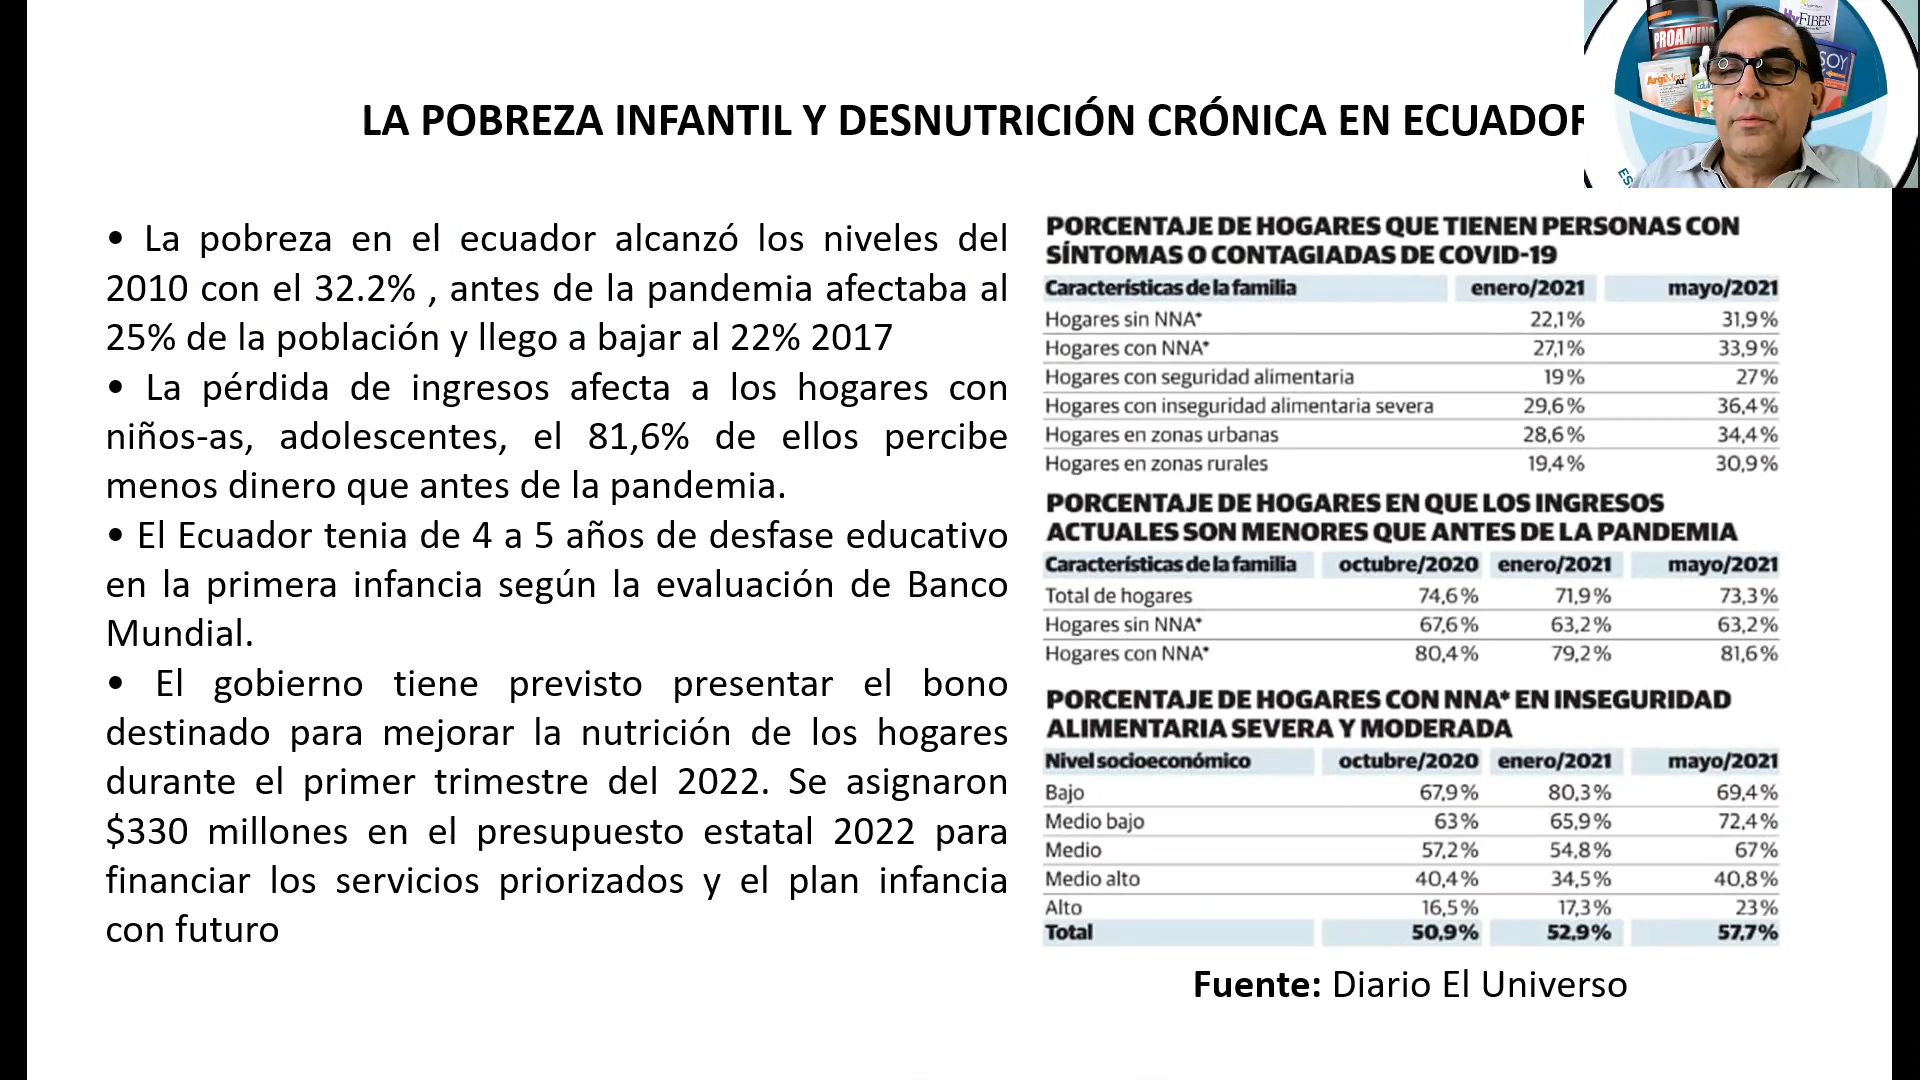 PROAMINO
HyFIBER
SOY
ArgiMent
AT
ES
LA POBREZA INFANTIL Y DESNUTRICIÓN CRÓNICA EN ECUADOR
• La pobreza en el ecuador alcanzó los niveles del
2010 con el 32.2% , antes de la pandemia afectaba al
25% de la población y llego a bajar al 22% 2017
• La pérdida de ingresos afecta a los hogares con
niños-as, adolescentes, el 81,6% de ellos percibe
menos dinero que antes de la pandemia.
• El Ecuador tenia de 4 a 5 años de desfase educativo
en la primera infancia según la evaluación de Banco
Mundial.
• El gobierno tiene previsto presentar el bono
destinado para mejorar la nutrición de los hogares
durante el primer trimestre del 2022. Se asignaron
$330 millones en el presupuesto estatal 2022 para
financiar los servicios priorizados y el plan infancia
con futuro
PORCENTAJE DE HOGARES QUE TIENEN PERSONAS CON
SÍNTOMAS O CONTAGIADAS DE COVID-19
Características de la familia enero/2021 mayo/2021
Hogares sin NNA* 22,1% 31,9%
Hogares con NNA* 27,1% 33,9%
Hogares con seguridad alimentaria 19% 27%
Hogares con inseguridad alimentaria severa 29,6% 36,4%
Hogares en zonas urbanas 28,6% 34,4%
Hogares en zonas rurales 19,4% 30,9%
PORCENTAJE DE HOGARES EN QUE LOS INGRESOS
ACTUALES SON MENORES QUE ANTES DE LA PANDEMIA
Características de la familia octubre/2020 enero/2021 mayo/2021
Total de hogares 74,6% 71,9% 73,3%
Hogares sin NNA* 67,6% 63,2% 63,2%
Hogares con NNA* 80,4% 79,2% 81,6%
PORCENTAJE DE HOGARES CON NNA* EN INSEGURIDAD
ALIMENTARIA SEVERA Y MODERADA
Nivel socioeconómico octubre/2020 enero/2021 mayo/2021
Bajo 67,9% 80,3% 69,4%
Medio bajo 63% 65,9% 72,4%
Medio 57,2% 54,8% 67%
Medio alto 40,4% 34,5% 40,8%
Alto 16,5% 17,3% 23%
Total 50,9% 52,9% 57,7%
Fuente: Diario El Universo